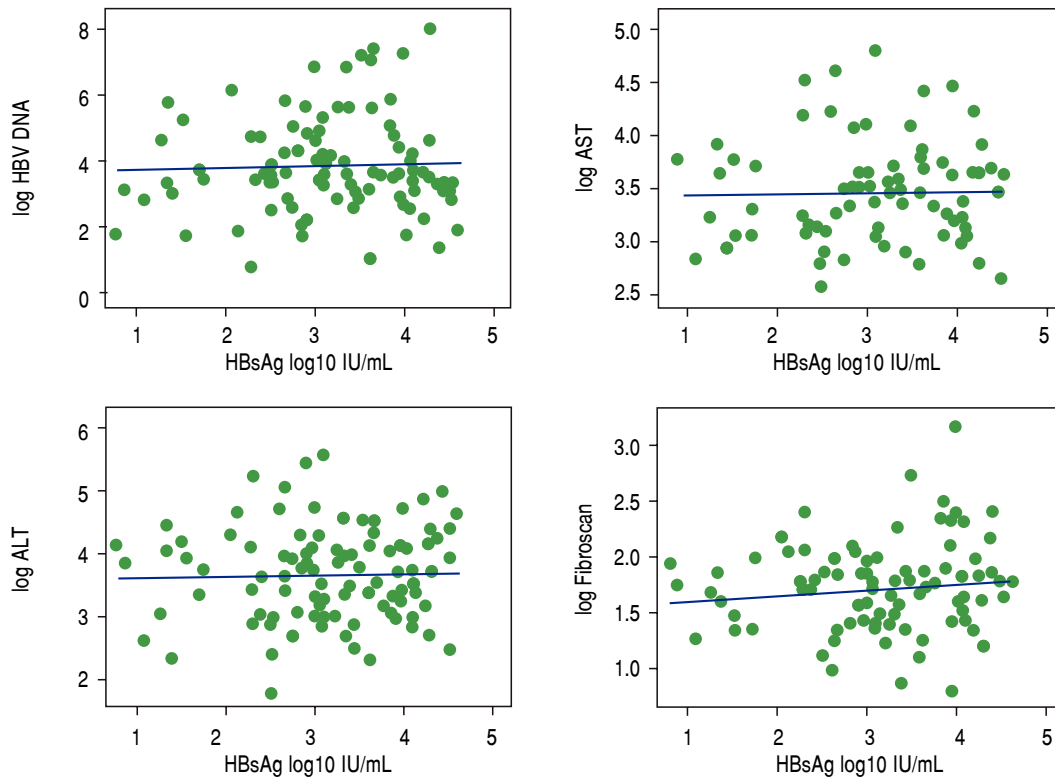 log HBV DNA
8
6
4
2
0
1 2 3 4 5
HBsAg log10 IU/mL
log AST
5.0
4.5
4.0
3.5
3.0
2.5
1 2 3 4 5
HBsAg log10 IU/mL
log ALT
6
5
4
3
2
1 2 3 4 5
HBsAg log10 IU/mL
log Fibroscan
3.0
2.5
2.0
1.5
1.0
1 2 3 4 5
HBsAg log10 IU/mL